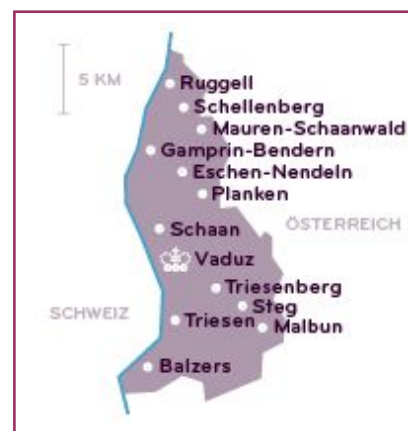 5 KM
Ruggell
Schellenberg
Mauren-Schaanwald
Gamprin-Bendern
Eschen-Nendeln
Planken
ÖSTERREICH
Schaan
Vaduz
Triesenberg
Steg
SCHWEIZ
Triesen
Malbun
Balzers